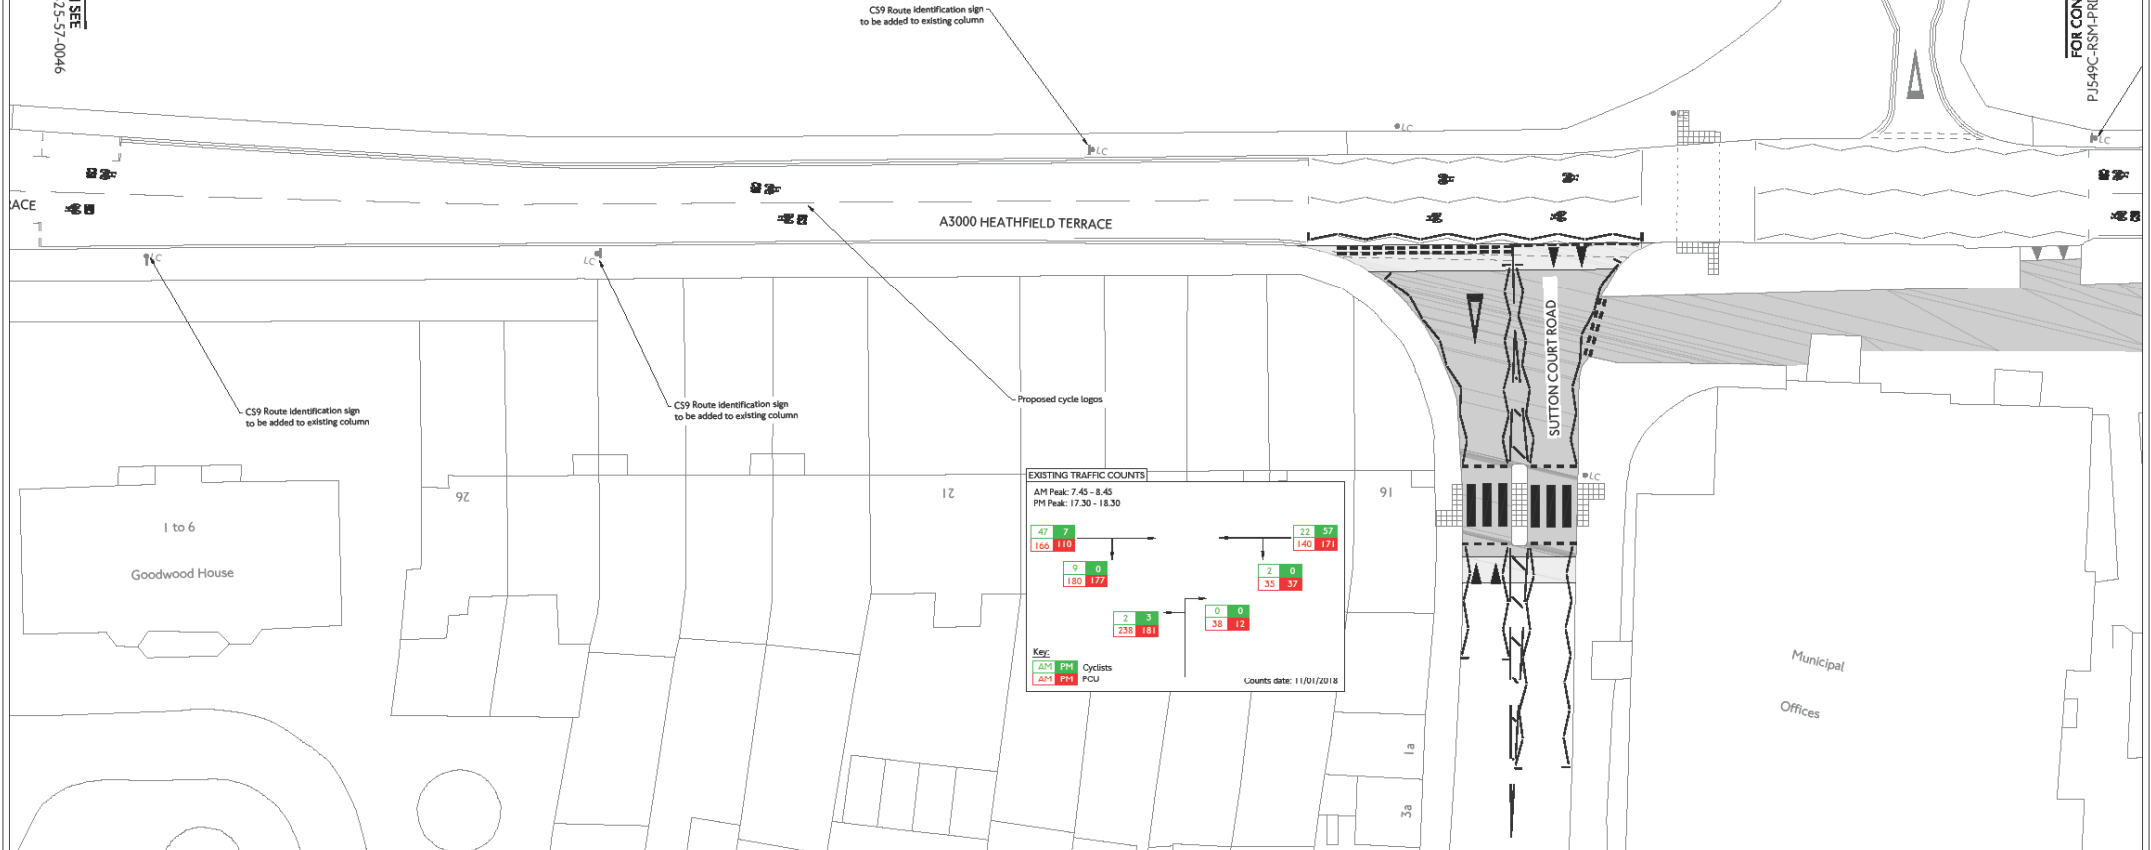 N SEE
25-57-0046
CS9 Route identification sign
to be added to existing column
FOR CON
PJ549C-RSM-PRD
LC
LC
LC
LC
RACE
A3000 HEATHFIELD TERRACE
LC
LC
SUTTON COURT ROAD
CS9 Route identification sign
to be added to existing column
CS9 Route identification sign
to be added to existing column
Proposed cycle logos
LC
26
21
16
1 to 6
Goodwood House
EXISTING TRAFFIC COUNTS
AM Peak: 7.45 - 8.45
PM Peak: 17.30 - 18.30
47 7
166 110
22 57
140 171
9 0
180 177
2 0
35 37
2 3
238 181
0 0
38 12
Key:
AM PM Cyclists
AM PM PCU
Counts date: 11/01/2018
Municipal
Offices
1a
3a